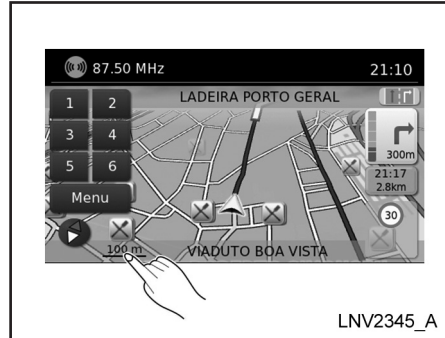 87.50 MHz
21:10
1 2
LADEIRA PORTO GERAL
3 4
5 6
300m
21:17
2.8km
Menu
30
100 m
VIADUTO BOA VISTA
LNV2345_A